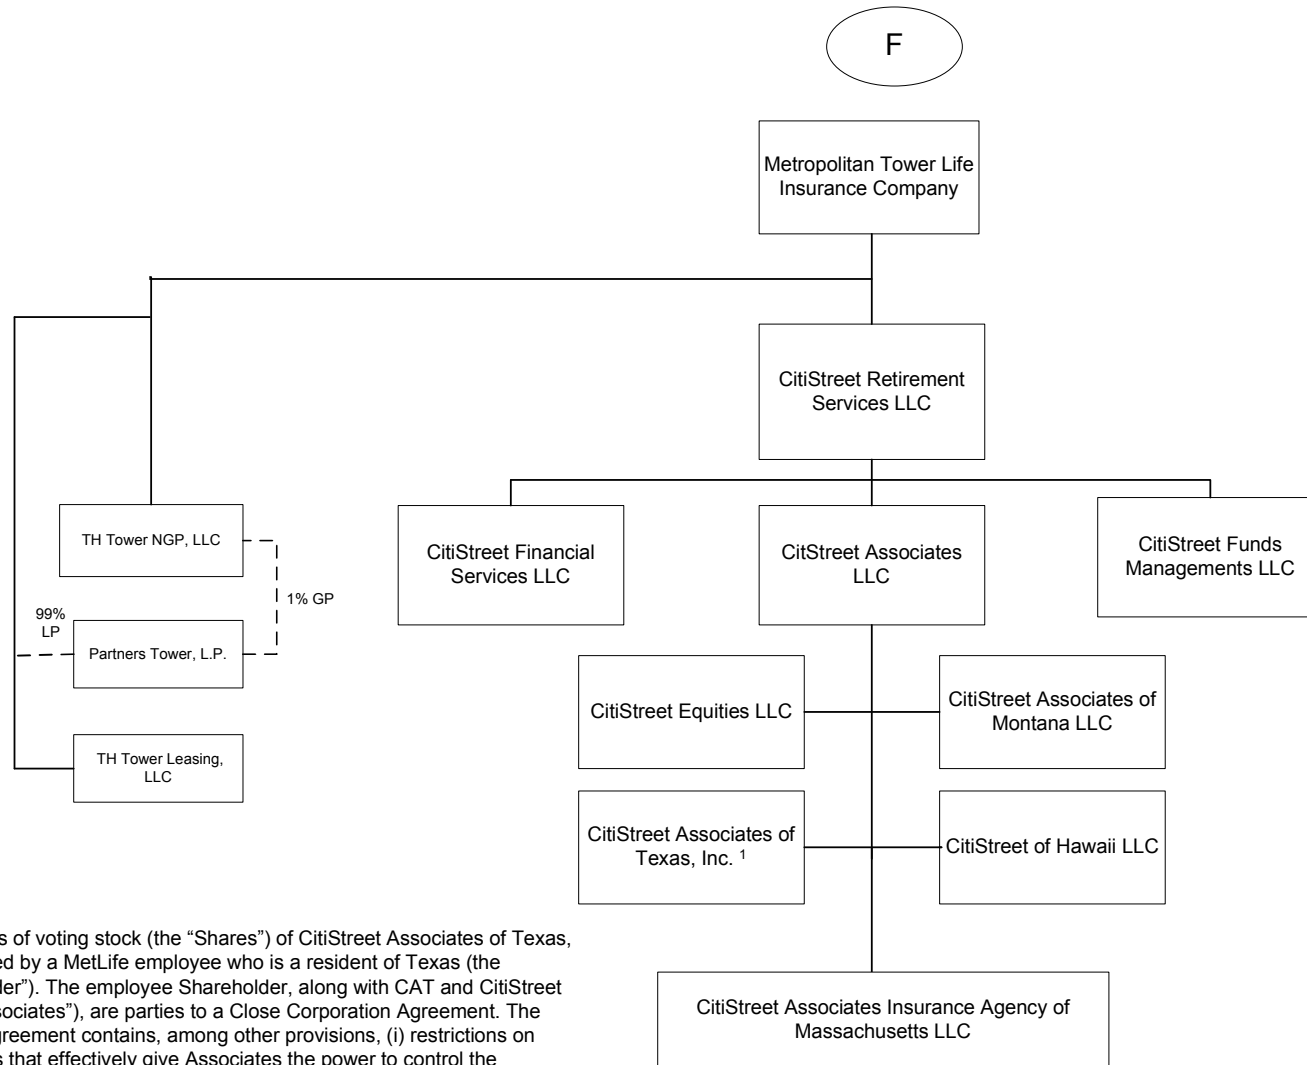 F
Metropolitan Tower Life
Insurance Company
CitiStreet Retirement
Services LLC
TH Tower NGP, LLC
1% GP
99%
LP
Partners Tower, L.P.
TH Tower Leasing,
LLC
CitiStreet Financial
Services LLC
CitStreet Associates
LLC
CitiStreet Funds
Managements LLC
CitiStreet Equities LLC
CitiStreet Associates of
Montana LLC
CitiStreet Associates of
Texas, Inc. 1
CitiStreet of Hawaii LLC
CitiStreet Associates Insurance Agency of
Massachusetts LLC
s of voting stock (the “Shares”) of CitiStreet Associates of Texas,
ed by a MetLife employee who is a resident of Texas (the
der”). The employee Shareholder, along with CAT and CitiStreet
sociates”), are parties to a Close Corporation Agreement. The
greement contains, among other provisions, (i) restrictions on
s that effectively give Associates the power to control the